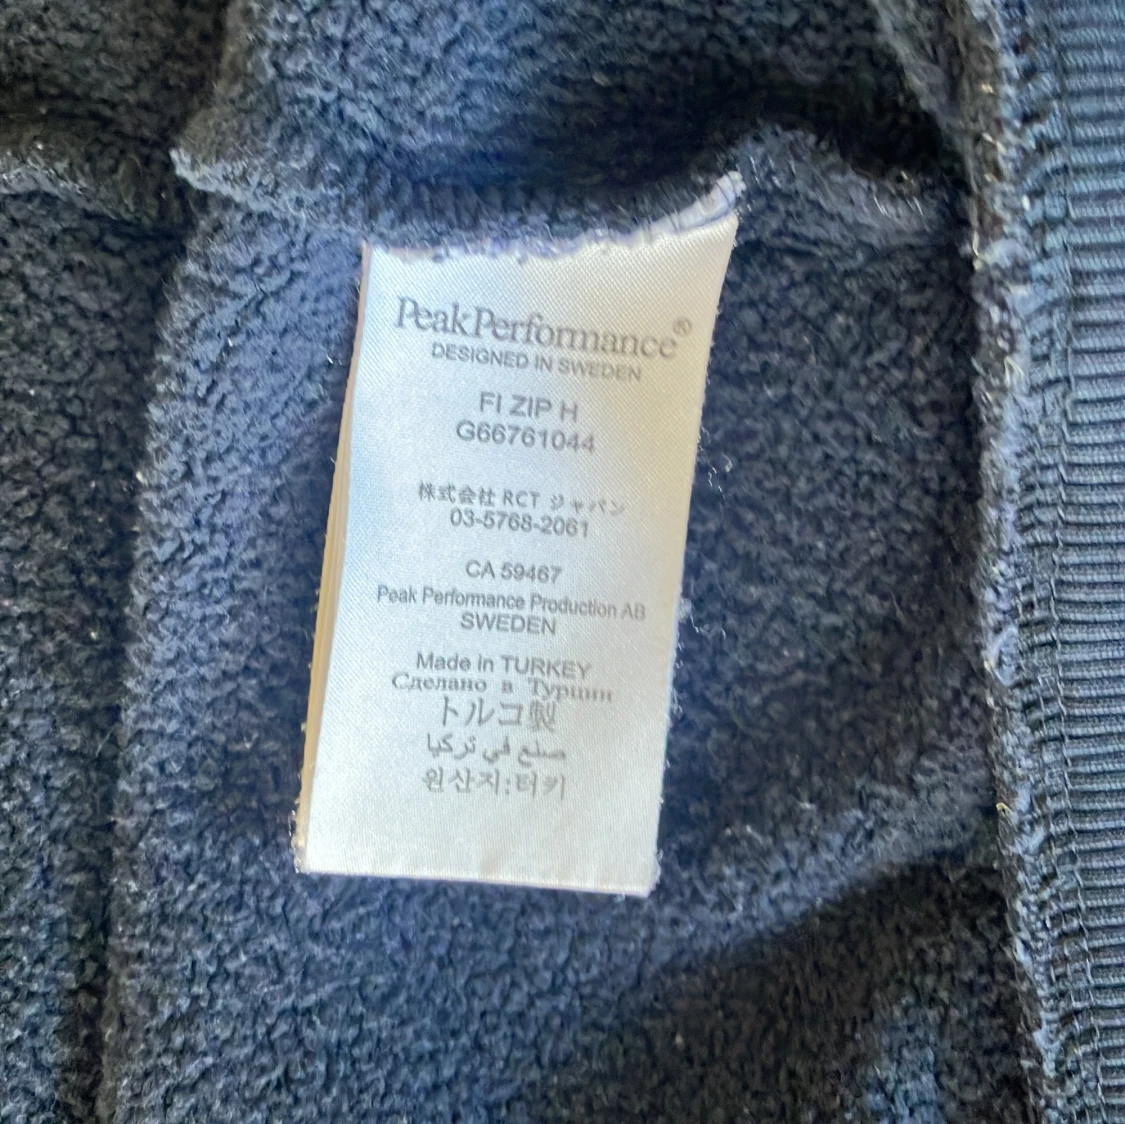 PeakPerformance®
DESIGNED IN SWEDEN
FI ZIP H
G66761044
株式会社 RCT ジャパン
03-5768-2061
CA 59467
Peak Performance Production AB
SWEDEN
Made in TURKEY
Сделано в Турции
トルコ製
صنع في تركيا
원산지:터키